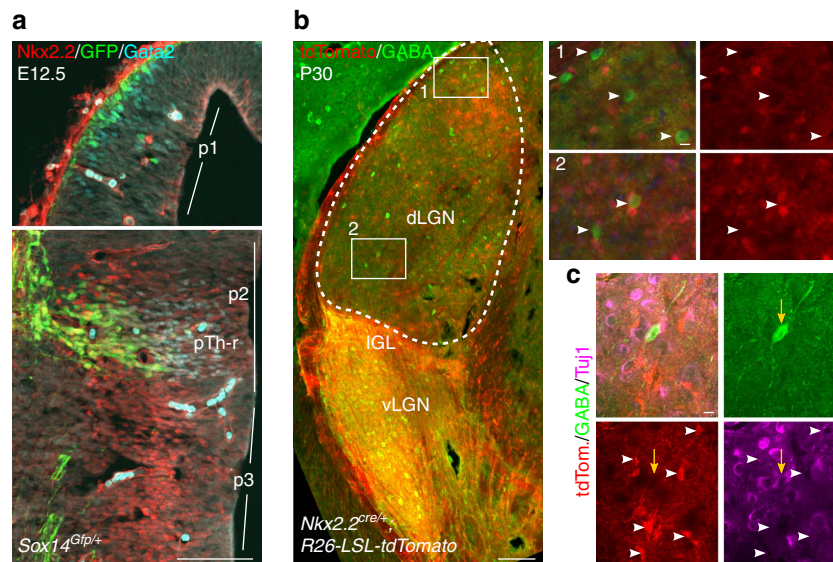 a
Nkx2.2/GFP/Gata2
E12.5
p1
p2
pTh-r
p3
Sox14Gfp/+
b
tdTomato/GABA
P30
1
dLGN
2
IGL
vLGN
Nkx2.2cre/+;
R26-LSL-tdTomato
1
2
c
tdTom./GABA/Tuj1